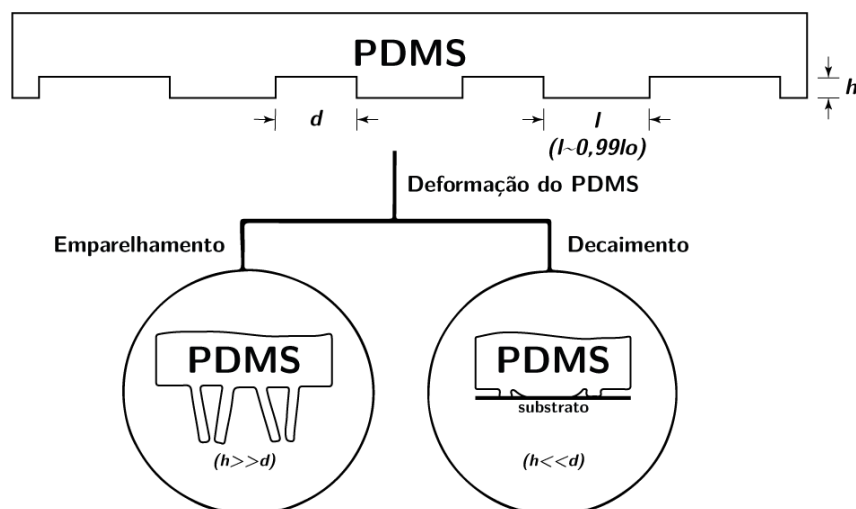 PDMS
h
d
l
(l~0,99lo)
Deformação do PDMS
Emparelhamento
Decaimento
PDMS
PDMS
substrato
(h>>d)
(h<<d)